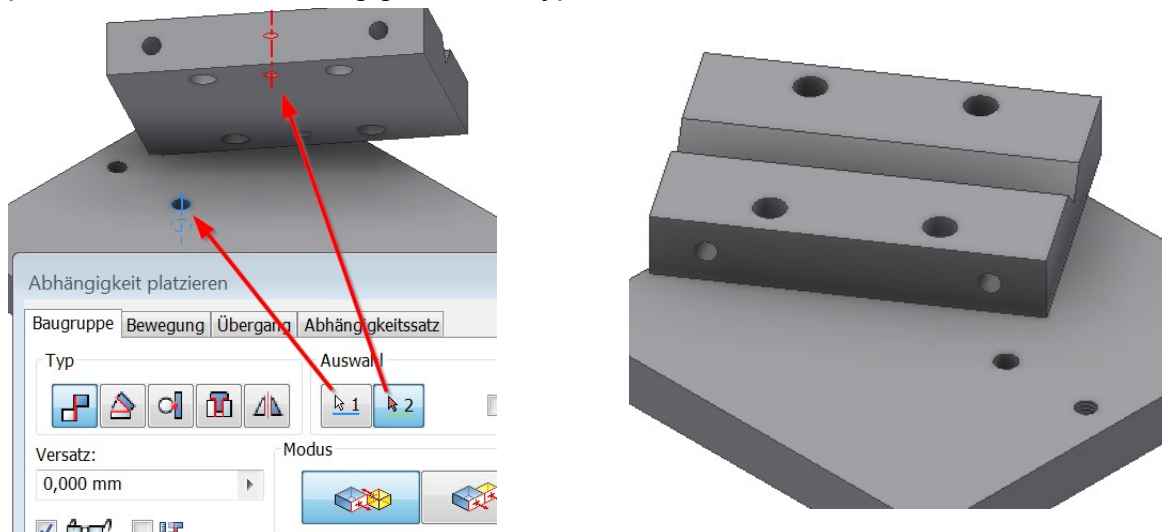 Abhängigkeit platzieren
Baugruppe Bewegung Übergang Abhängigkeitssatz
Typ
Auswahl
1 2
Versatz:
Modus
0,000 mm